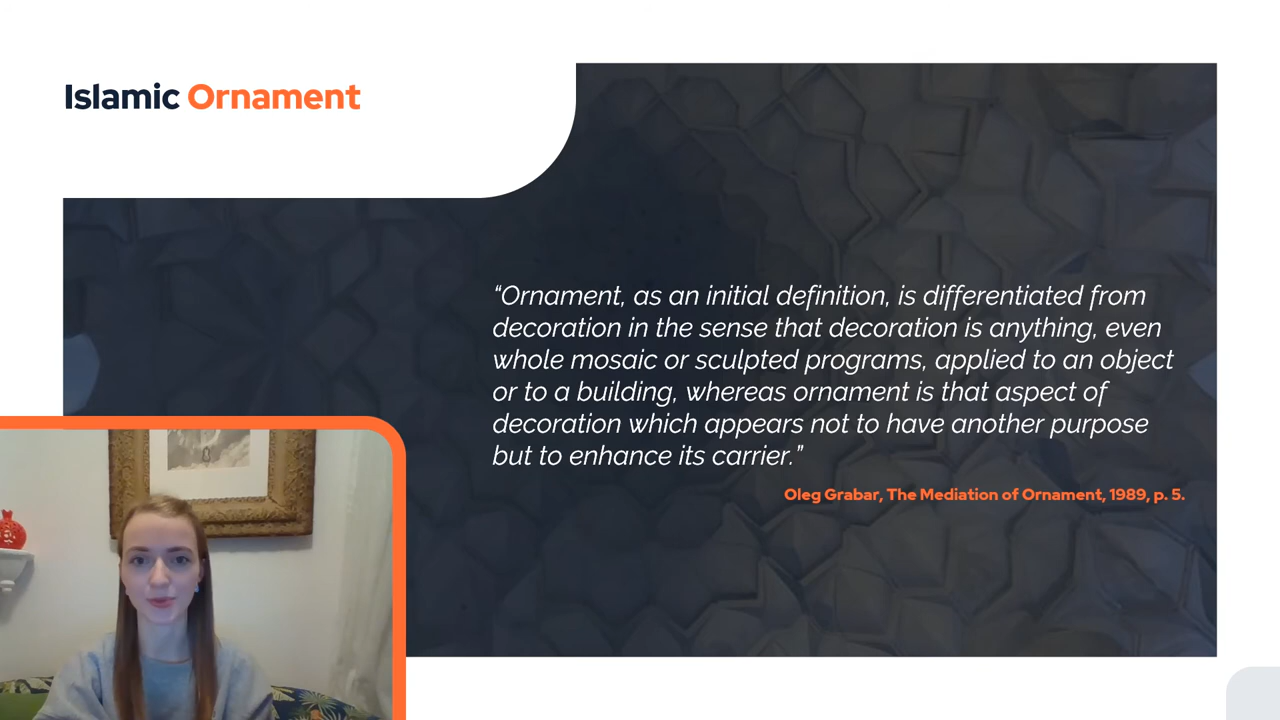 Islamic Ornament
“Ornament, as an initial definition, is differentiated from
decoration in the sense that decoration is anything, even
whole mosaic or sculpted programs, applied to an object
or to a building, whereas ornament is that aspect of
decoration which appears not to have another purpose
but to enhance its carrier.”
Oleg Grabar, The Mediation of Ornament, 1989, p. 5.